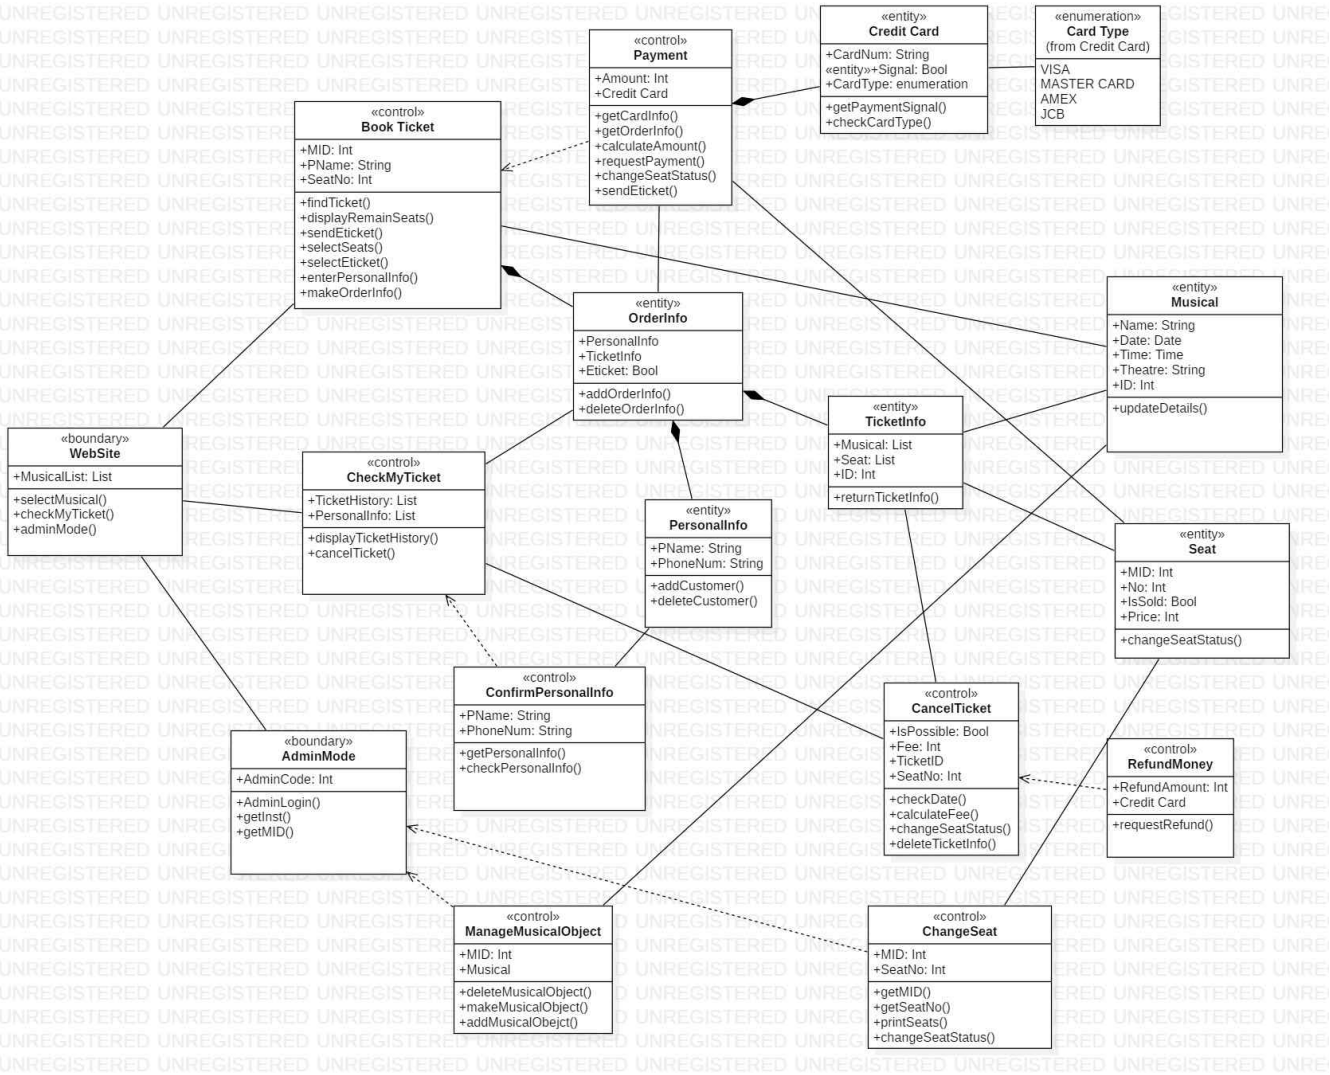 «entity»
Credit Card
+CardNum: String
«entity»+Signal: Bool
+CardType: enumeration
+getPaymentSignal()
+checkCardType()
«enumeration»
Card Type
(from Credit Card)
VISA
MASTER CARD
AMEX
JCB
«control»
Payment
+Amount: Int
+Credit Card
+getCardInfo()
+getOrderInfo()
+calculateAmount()
+requestPayment()
+changeSeatStatus()
+sendEticket()
«control»
Book Ticket
+MID: Int
+PName: String
+SeatNo: Int
+findTicket()
+displayRemainSeats()
+sendEticket()
+selectSeats()
+selectEticket()
+enterPersonalInfo()
+makeOrderInfo()
«entity»
Musical
+Name: String
+Date: Date
+Time: Time
+Theatre: String
+ID: Int
+updateDetails()
«entity»
OrderInfo
+PersonalInfo
+TicketInfo
+Eticket: Bool
+addOrderInfo()
+deleteOrderInfo()
«entity»
TicketInfo
+Musical: List
+Seat: List
+ID: Int
+returnTicketInfo()
«boundary»
WebSite
+MusicalList: List
+selectMusical()
+checkMyTicket()
+adminMode()
«control»
CheckMyTicket
+TicketHistory: List
+PersonalInfo: List
+displayTicketHistory()
+cancelTicket()
«entity»
PersonalInfo
+PName: String
+PhoneNum: String
+addCustomer()
+deleteCustomer()
«entity»
Seat
+MID: Int
+No: Int
+IsSold: Bool
+Price: Int
+changeSeatStatus()
«control»
ConfirmPersonalInfo
+PName: String
+PhoneNum: String
+getPersonalInfo()
+checkPersonalInfo()
«control»
CancelTicket
+IsPossible: Bool
+Fee: Int
+TicketID
+SeatNo: Int
+checkDate()
+calculateFee()
+changeSeatStatus()
+deleteTicketInfo()
«boundary»
AdminMode
+AdminCode: Int
+AdminLogin()
+getInst()
+getMID()
«control»
RefundMoney
+RefundAmount: Int
+Credit Card
+requestRefund()
«control»
ManageMusicalObject
+MID: Int
+Musical
+deleteMusicalObject()
+makeMusicalObject()
+addMusicalObejct()
«control»
ChangeSeat
+MID: Int
+SeatNo: Int
+getMID()
+getSeatNo()
+printSeats()
+changeSeatStatus()
UNREGISTERED